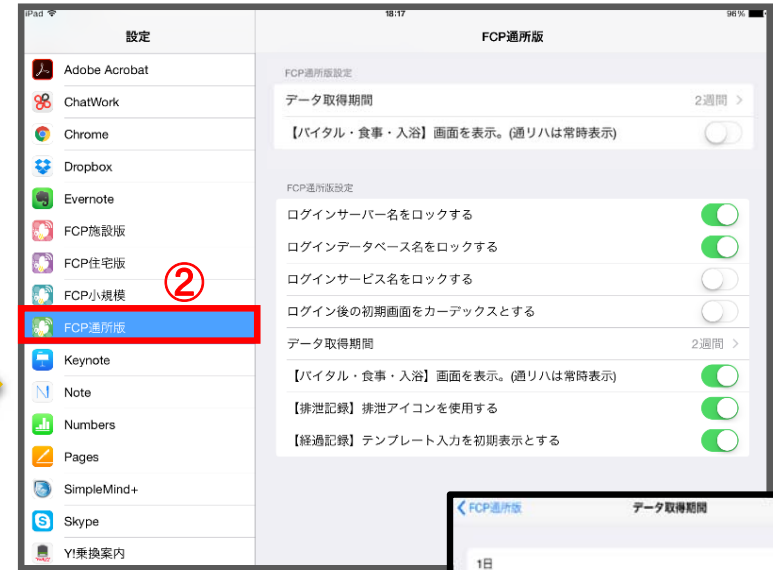 iPad 18:17 96%
設定
FCP通所版
Adobe Acrobat
ChatWork
Chrome
Dropbox
Evernote
FCP施設版
FCP住宅版
FCP小規模
②
FCP通所版
Keynote
Note
Numbers
Pages
SimpleMind+
Skype
Y!乗換案内
FCP通所版設定
データ取得期間 2週間
【バイタル・食事・入浴】画面を表示。(通リハは常時表示)
FCP通所版設定
ログインサーバー名をロックする
ログインデータベース名をロックする
ログインサービス名をロックする
ログイン後の初期画面をカーデックスとする
データ取得期間 2週間
【バイタル・食事・入浴】画面を表示。(通リハは常時表示)
【排泄記録】排泄アイコンを使用する
【経過記録】テンプレート入力を初期表示とする
FCP通所版 データ取得期間
1日